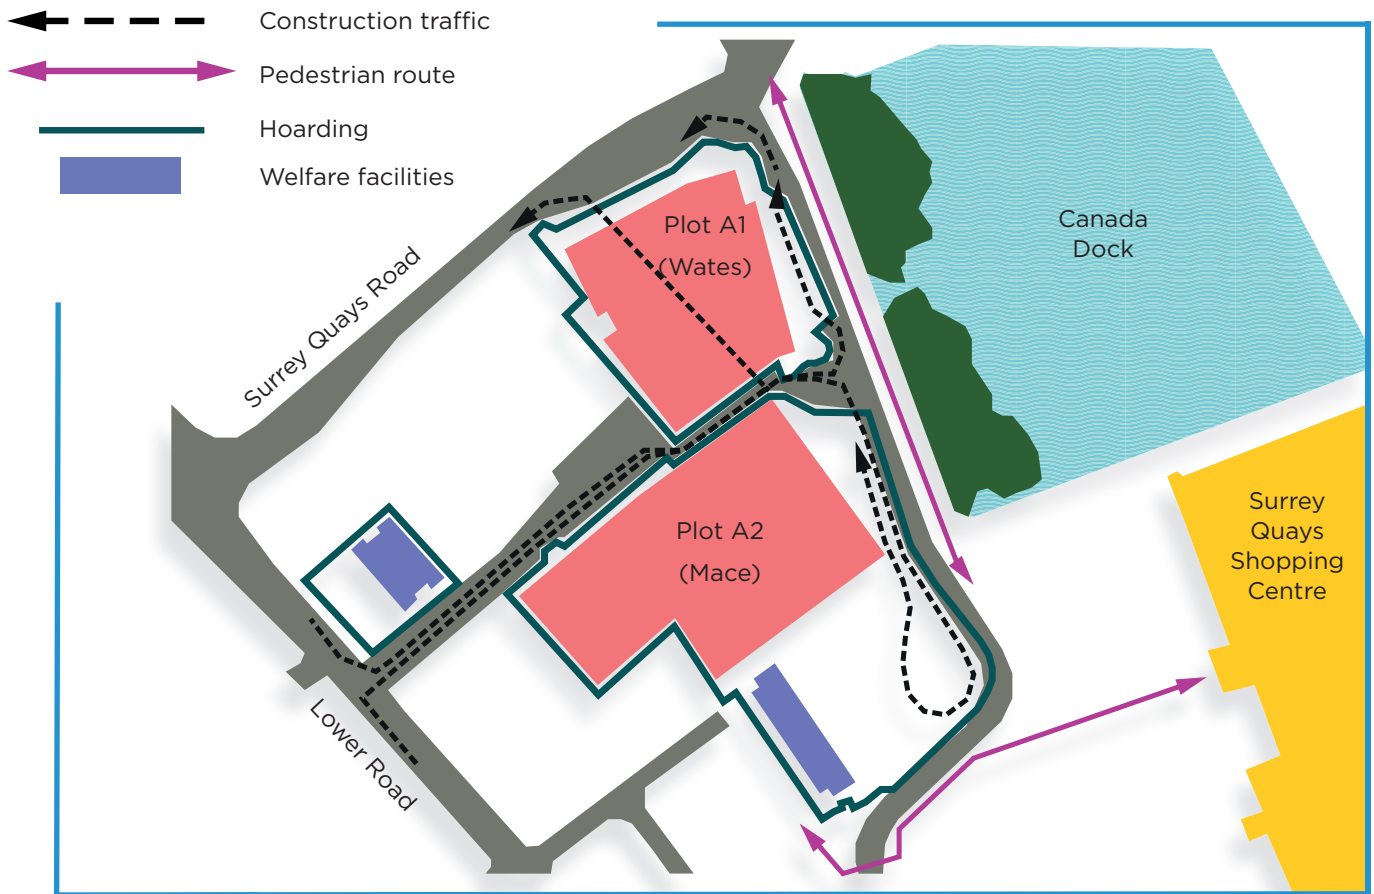 Construction traffic
Pedestrian route
Hoarding
Welfare facilities
Canada
Dock
Plot A1
(Wates)
Surrey Quays Road
Surrey
Quays
Shopping
Centre
Plot A2
(Mace)
Lower Road